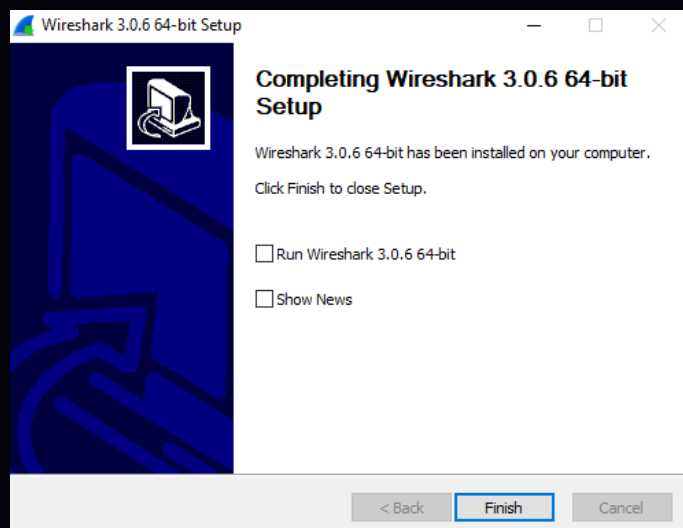 Wireshark 3.0.6 64-bit Setup
Completing Wireshark 3.0.6 64-bit
Setup
Wireshark 3.0.6 64-bit has been installed on your computer.
Click Finish to close Setup.
Run Wireshark 3.0.6 64-bit
Show News
< Back Finish Cancel